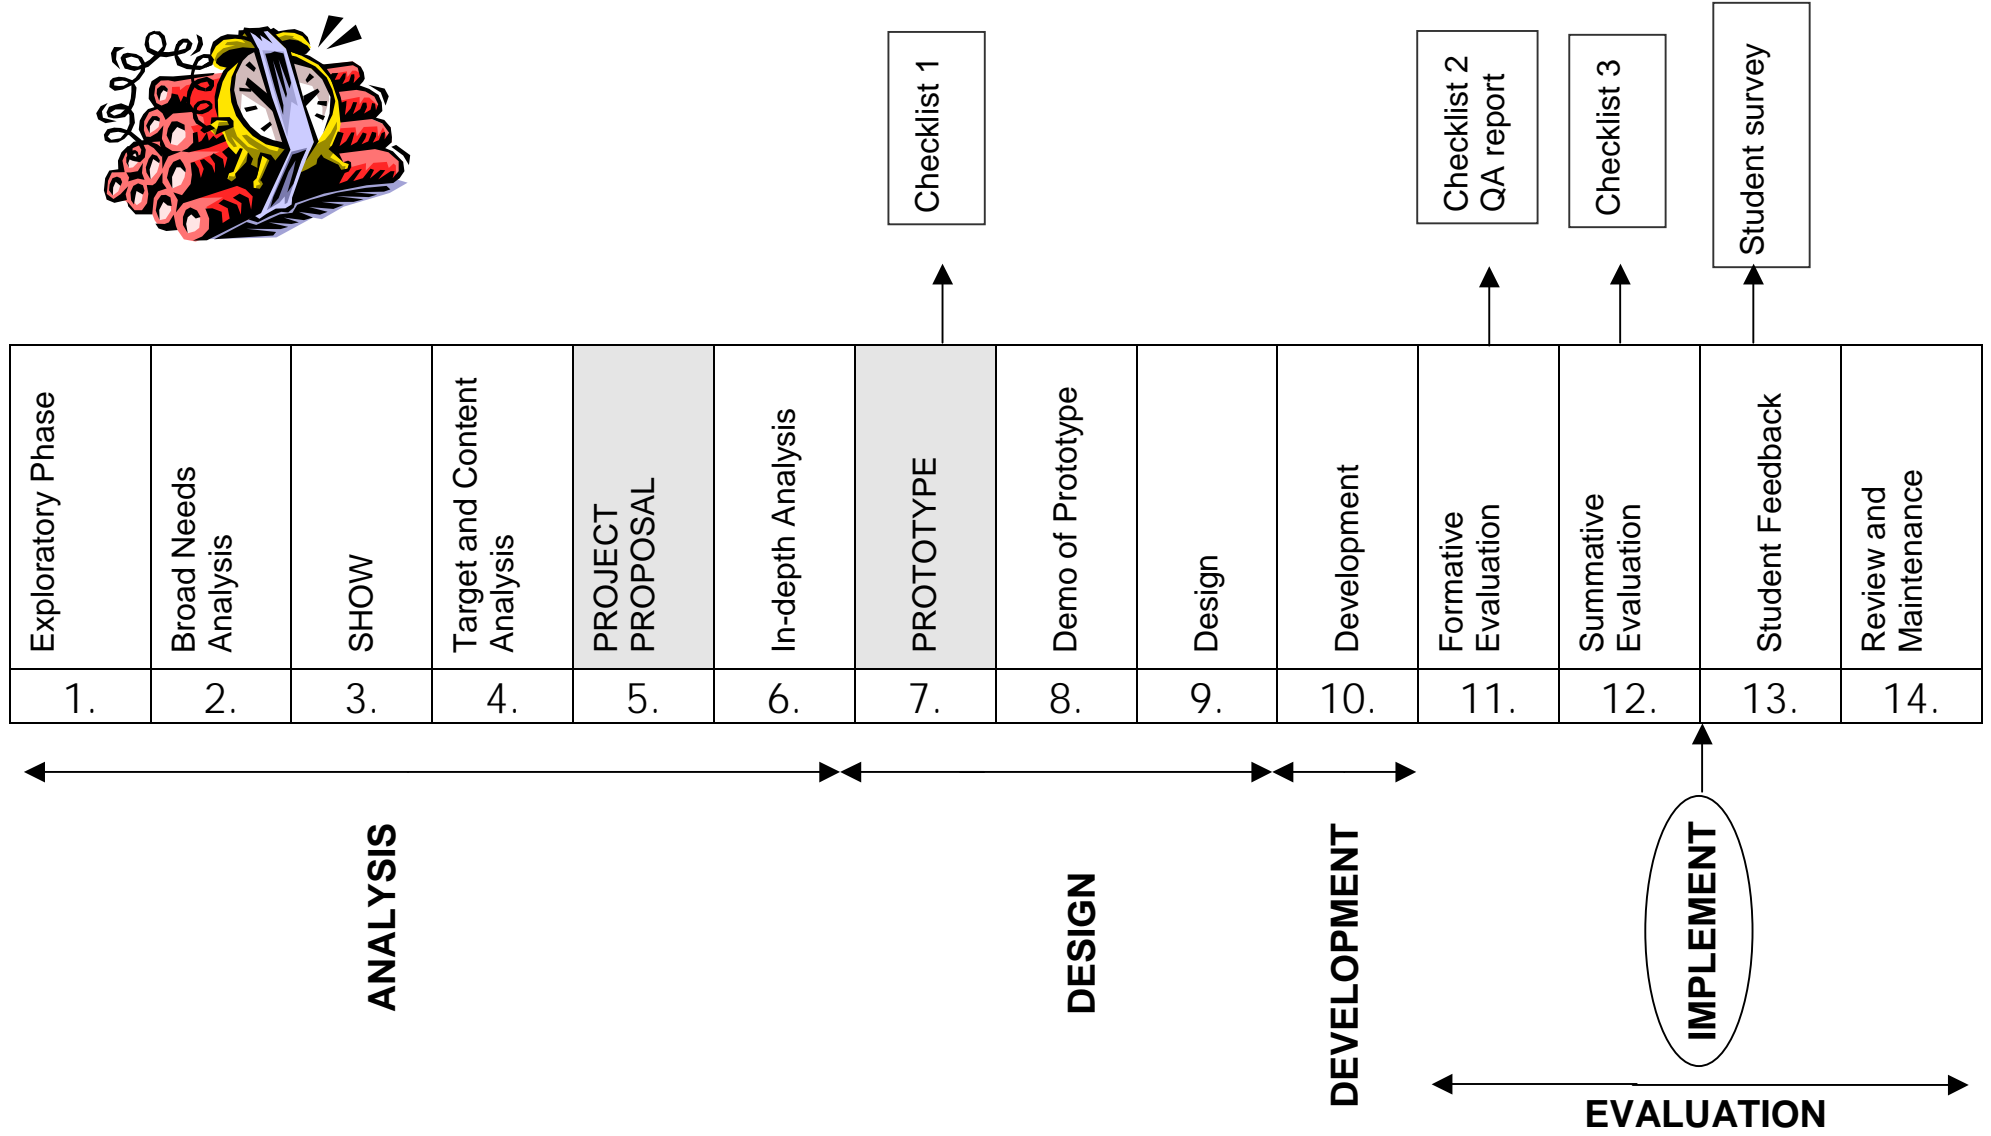 Checklist 1
Checklist 2
QA report
Checklist 3
Student survey
Exploratory Phase
Broad Needs
Analysis
SHOW
Target and Content
Analysis
PROJECT
PROPOSAL
In-depth Analysis
PROTOTYPE
Demo of Prototype
Design
Development
Formative
Evaluation
Summative
Evaluation
Student Feedback
Review and
Maintenance
1.
2.
3.
4.
5.
6.
7.
8.
9.
10.
11.
12.
13.
14.
ANALYSIS
DESIGN
DEVELOPMENT
IMPLEMENT
EVALUATION